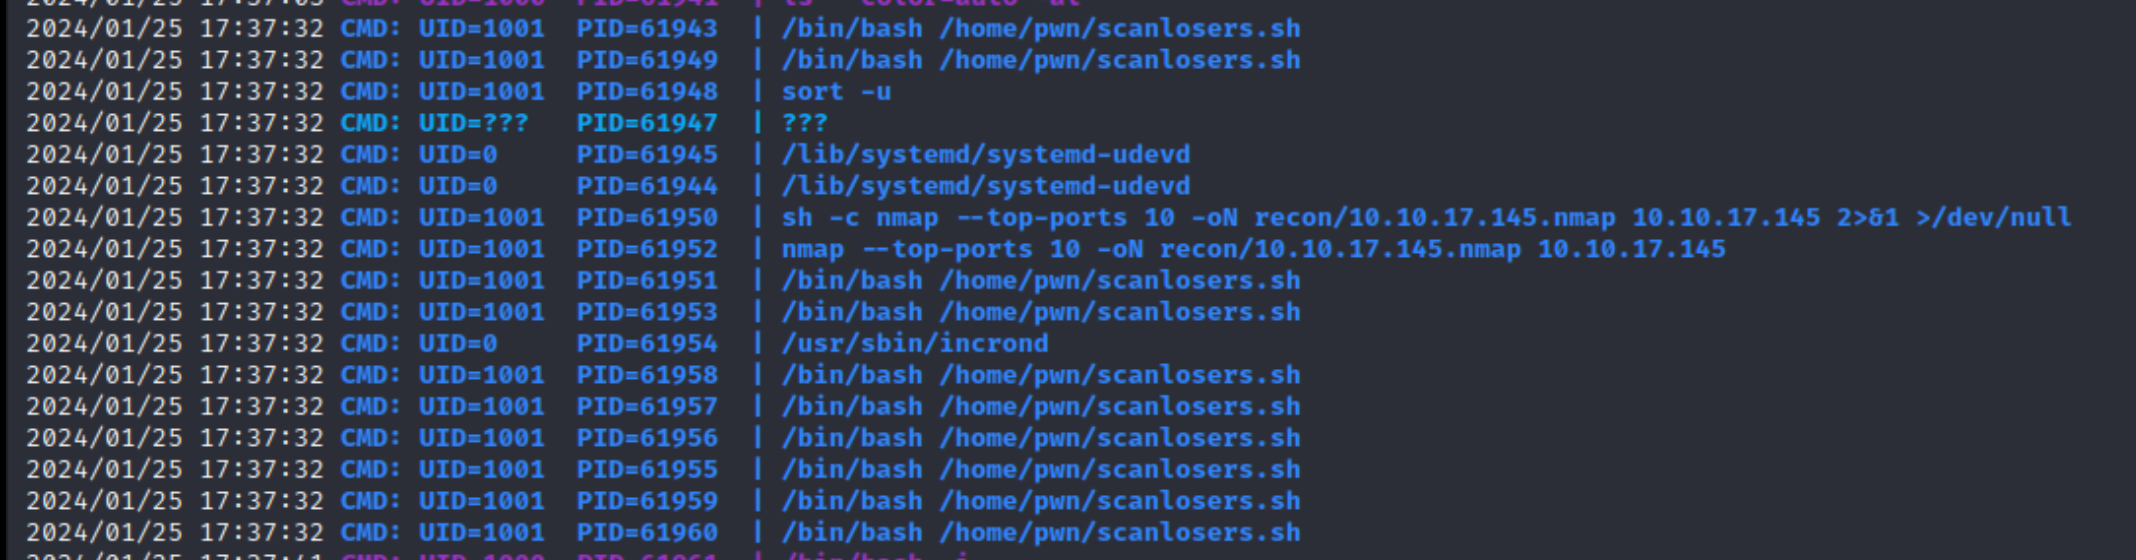 2024/01/25 17:37:32 CMD: UID=1001 PID=61943 | /bin/bash /home/pwn/scanlosers.sh
2024/01/25 17:37:32 CMD: UID=1001 PID=61949 | /bin/bash /home/pwn/scanlosers.sh
2024/01/25 17:37:32 CMD: UID=1001 PID=61948 | sort -u
2024/01/25 17:37:32 CMD: UID=??? PID=61947 | ???
2024/01/25 17:37:32 CMD: UID=0 PID=61945 | /lib/systemd/systemd-udevd
2024/01/25 17:37:32 CMD: UID=0 PID=61944 | /lib/systemd/systemd-udevd
2024/01/25 17:37:32 CMD: UID=1001 PID=61950 | sh -c nmap --top-ports 10 -oN recon/10.10.17.145.nmap 10.10.17.145 2>&1 >/dev/null
2024/01/25 17:37:32 CMD: UID=1001 PID=61952 | nmap --top-ports 10 -oN recon/10.10.17.145.nmap 10.10.17.145
2024/01/25 17:37:32 CMD: UID=1001 PID=61951 | /bin/bash /home/pwn/scanlosers.sh
2024/01/25 17:37:32 CMD: UID=1001 PID=61953 | /bin/bash /home/pwn/scanlosers.sh
2024/01/25 17:37:32 CMD: UID=0 PID=61954 | /usr/sbin/incrond
2024/01/25 17:37:32 CMD: UID=1001 PID=61958 | /bin/bash /home/pwn/scanlosers.sh
2024/01/25 17:37:32 CMD: UID=1001 PID=61957 | /bin/bash /home/pwn/scanlosers.sh
2024/01/25 17:37:32 CMD: UID=1001 PID=61956 | /bin/bash /home/pwn/scanlosers.sh
2024/01/25 17:37:32 CMD: UID=1001 PID=61955 | /bin/bash /home/pwn/scanlosers.sh
2024/01/25 17:37:32 CMD: UID=1001 PID=61959 | /bin/bash /home/pwn/scanlosers.sh
2024/01/25 17:37:32 CMD: UID=1001 PID=61960 | /bin/bash /home/pwn/scanlosers.sh